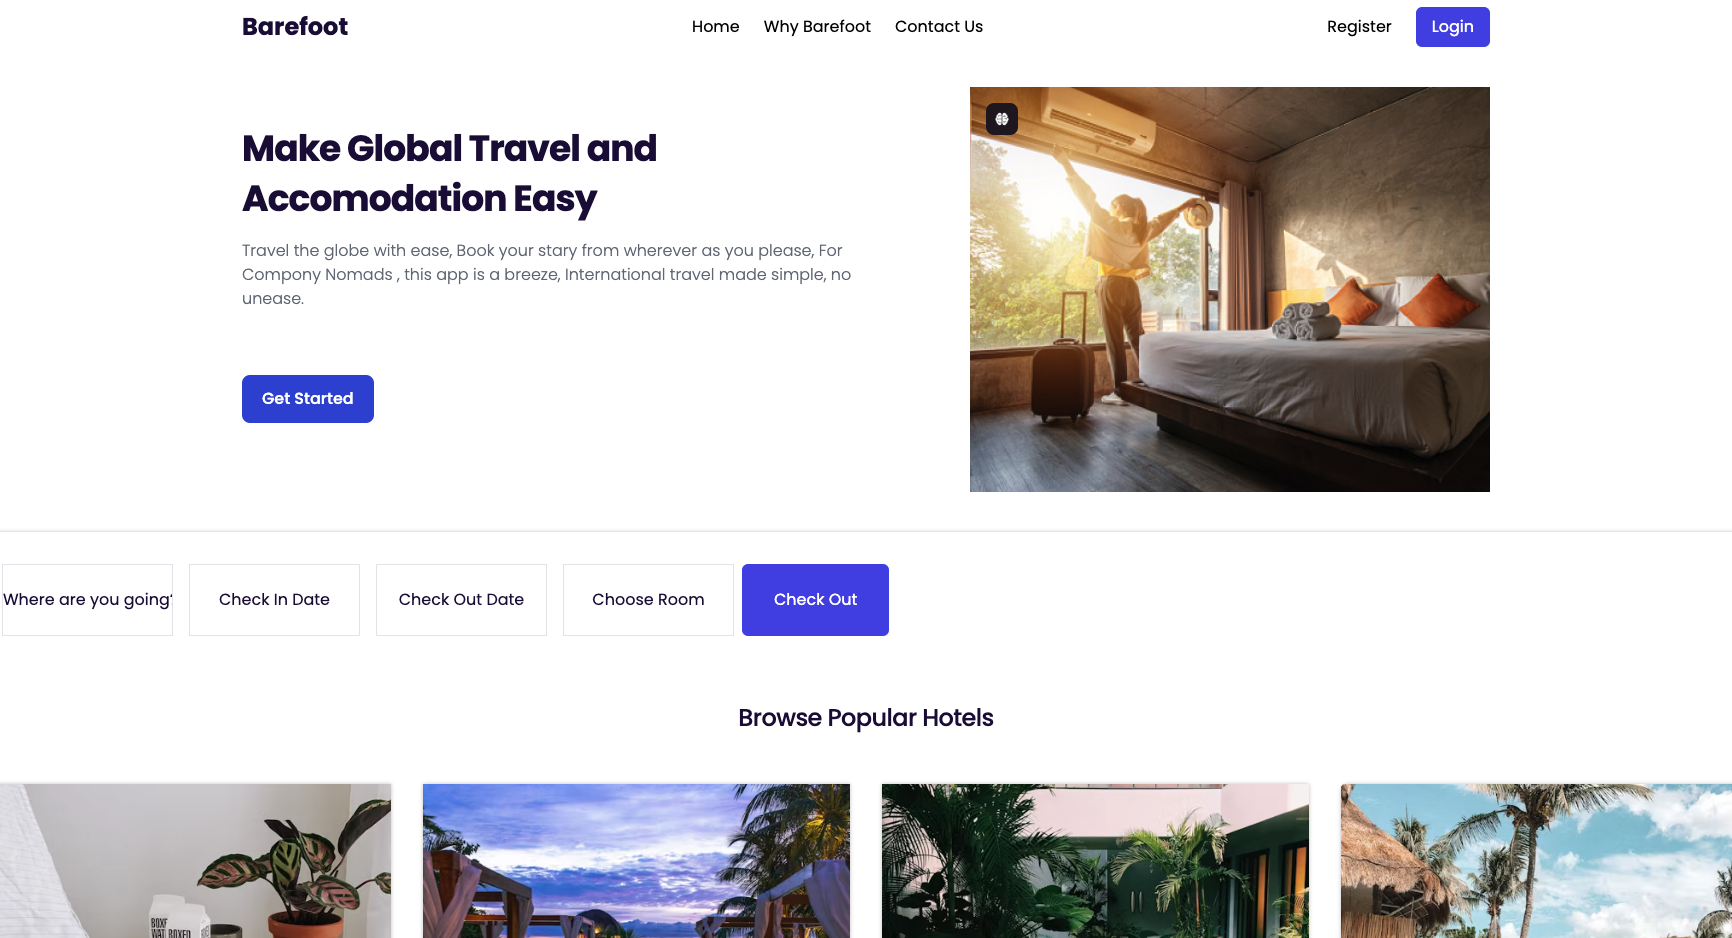 Barefoot
Home Why Barefoot Contact Us
Register Login
Make Global Travel and
Accomodation Easy
Travel the globe with ease, Book your stary from wherever as you please, For
Compony Nomads , this app is a breeze, International travel made simple, no
unease.
Get Started
Where are you going?
Check In Date
Check Out Date
Choose Room
Check Out
Browse Popular Hotels
BOXED